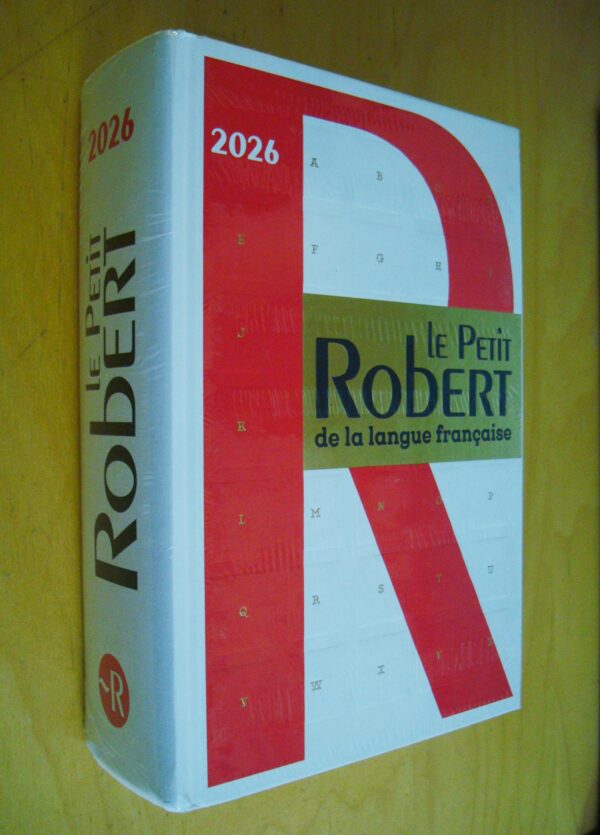 2026
le Petit
Robert
R
2026
A B C
E F G H I
le Petit
Robert
de la langue française
J
K
L M N O P
Q R S T U
V W X Y